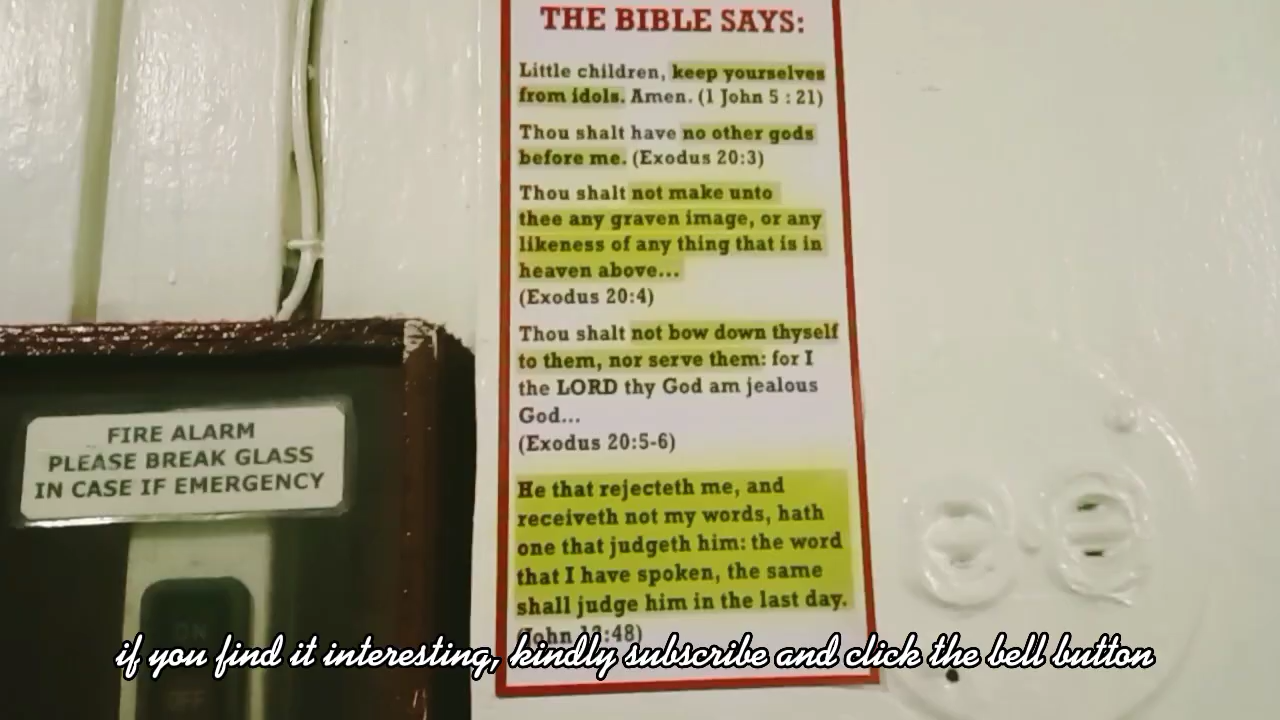 THE BIBLE SAYS:
Little children, keep yourselves
from idols. Amen. (1 John 5 : 21)
Thou shalt have no other gods
before me. (Exodus 20:3)
Thou shalt not make unto
thee any graven image, or any
likeness of any thing that is in
heaven above...
(Exodus 20:4)
Thou shalt not bow down thyself
to them, nor serve them: for I
the LORD thy God am jealous
God...
(Exodus 20:5-6)
He that rejecteth me, and
receiveth not my words, hath
one that judgeth him: the word
that I have spoken, the same
shall judge him in the last day.
(John :48)
FIRE ALARM
PLEASE BREAK GLASS
IN CASE IF EMERGENCY
ON
OFF
if you find it interesting, kindly subscribe and click the bell button